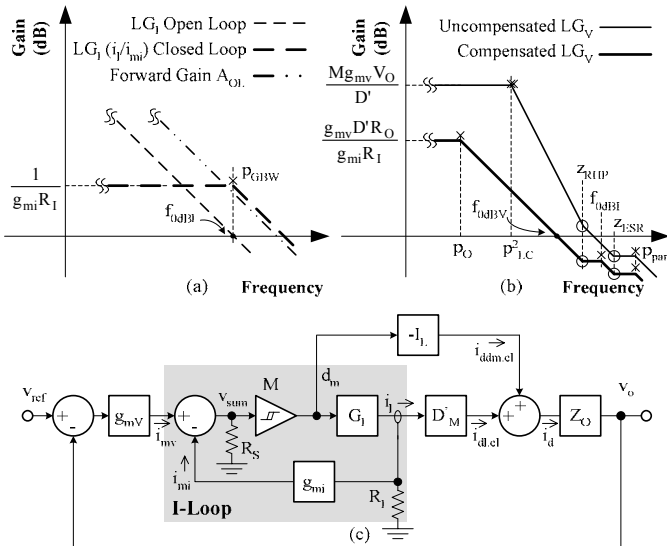 Gain
(dB)
LG_I Open Loop
LG_I (i_l/i_mi) Closed Loop
Forward Gain A_OL
1
g_mi R_I
p_GBW
f_0dBI
(a)
Frequency
Gain
(dB)
Uncompensated LG_V
Compensated LG_V
Mg_mv V_O
D'
g_mv D'R_O
g_mi R_I
z_RHP
f_0dBI
z_ESR
f_0dBV
p_par
p_O
p²_LC
(b)
Frequency
-I_L
i_ddm.cl
v_ref
+
-
g_mV
i_mv
+
-
v_sum
M
d_m
G_I
i_l
D'_M
i_dl.cl
+
+
i_d
Z_O
v_o
R_S
i_mi
g_mi
R_I
I-Loop
(c)